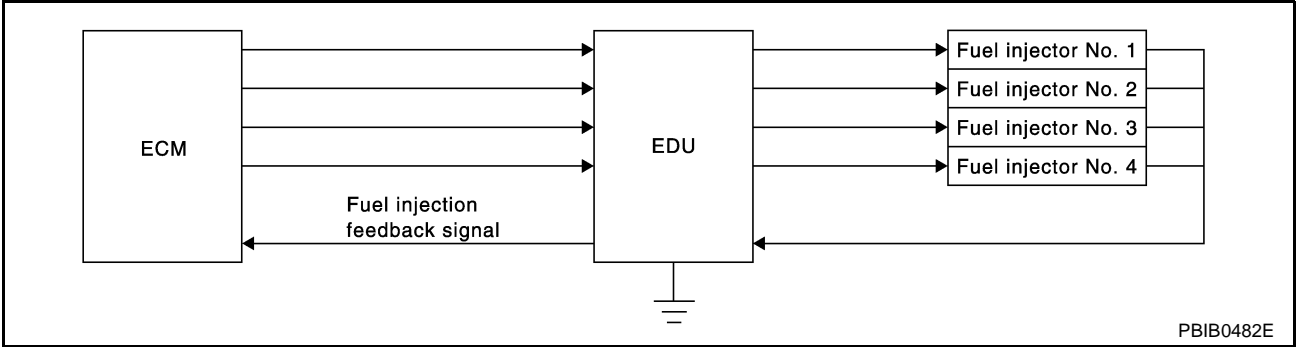 Fuel injector No. 1
Fuel injector No. 2
Fuel injector No. 3
Fuel injector No. 4
ECM
EDU
Fuel injection
feedback signal
PBIB0482E